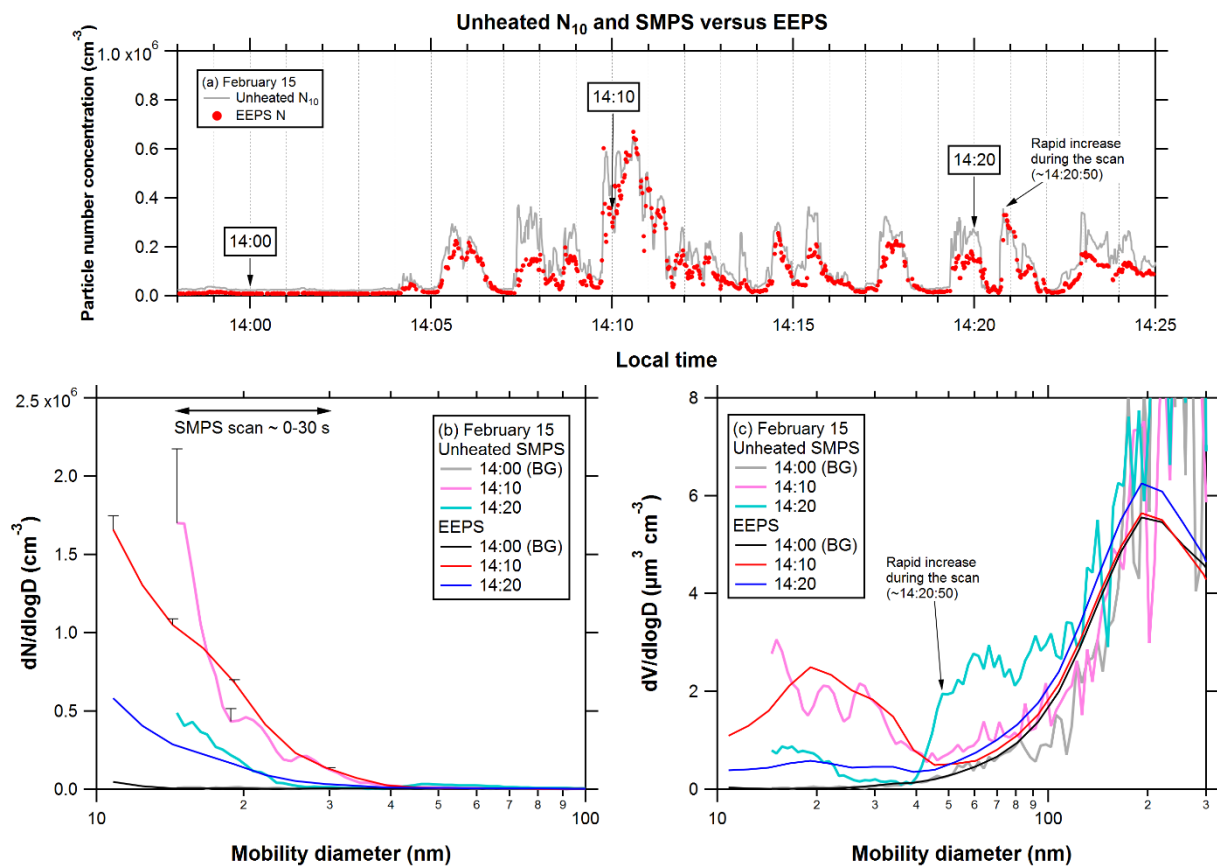 Unheated N10 and SMPS versus EEPS
Particle number concentration (cm-3)
1.0 x10^6
0.8
0.6
0.4
0.2
0.0
(a) February 15
Unheated N10
EEPS N
14:00
14:10
14:20
Rapid increase
during the scan
(~14:20:50)
14:00
14:05
14:10
14:15
14:20
14:25
Local time
dN/dlogD (cm-3)
2.5 x10^6
2.0
1.5
1.0
0.5
0.0
SMPS scan ~ 0-30 s
(b) February 15
Unheated SMPS
14:00 (BG)
14:10
14:20
EEPS
14:00 (BG)
14:10
14:20
10
2
3
4
5
6
7
8
9
100
Mobility diameter (nm)
dV/dlogD (µm3 cm-3)
8
6
4
2
0
(c) February 15
Unheated SMPS
14:00 (BG)
14:10
14:20
EEPS
14:00 (BG)
14:10
14:20
Rapid increase
during the scan
(~14:20:50)
10
2
3
4
5
6
7
8
9
100
2
3
Mobility diameter (nm)